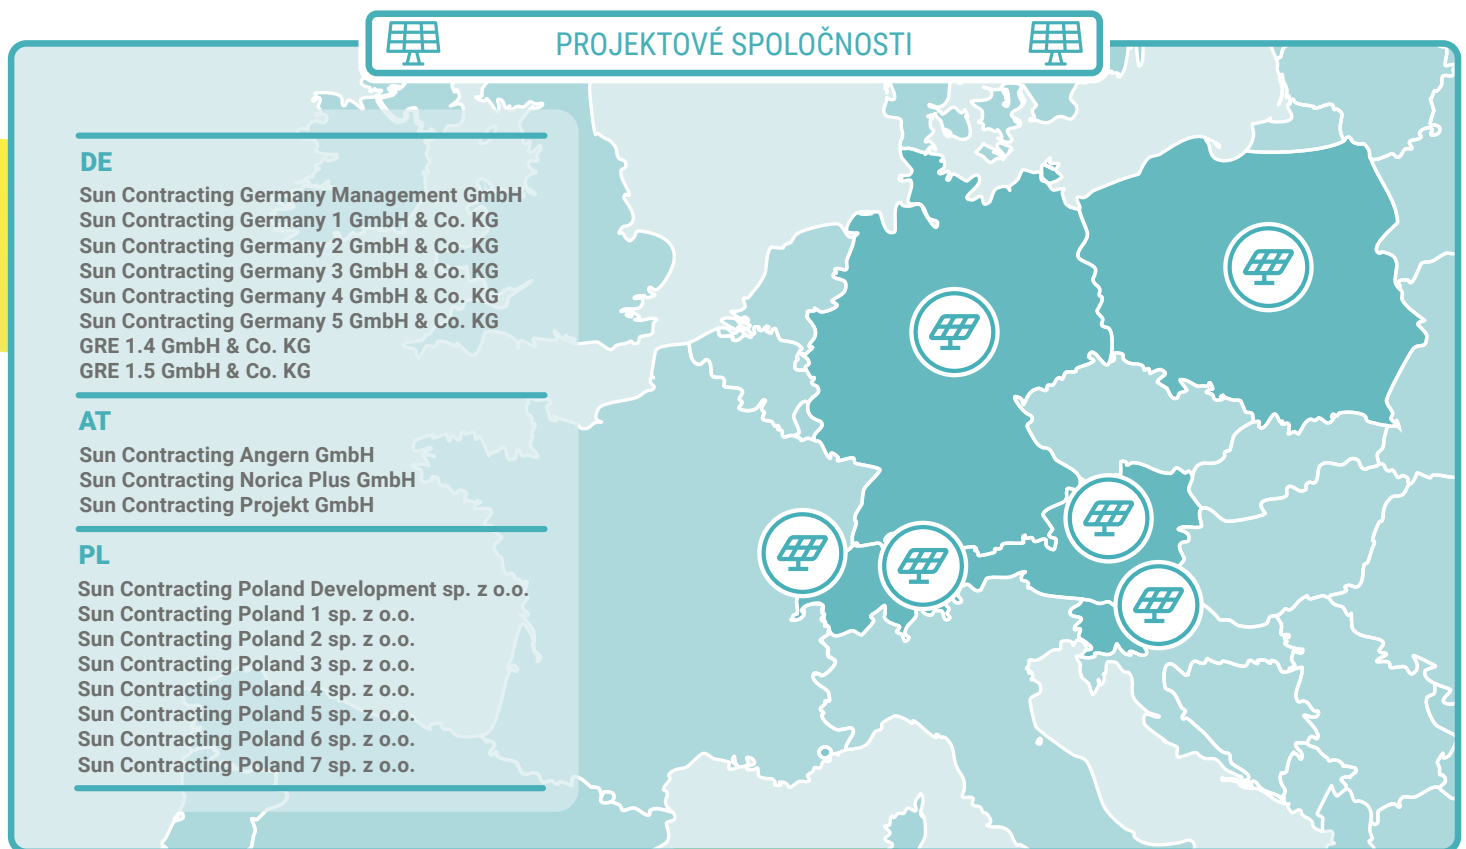 PROJEKTOVÉ SPOLOČNOSTI
DE
Sun Contracting Germany Management GmbH
Sun Contracting Germany 1 GmbH & Co. KG
Sun Contracting Germany 2 GmbH & Co. KG
Sun Contracting Germany 3 GmbH & Co. KG
Sun Contracting Germany 4 GmbH & Co. KG
Sun Contracting Germany 5 GmbH & Co. KG
GRE 1.4 GmbH & Co. KG
GRE 1.5 GmbH & Co. KG
AT
Sun Contracting Angern GmbH
Sun Contracting Norica Plus GmbH
Sun Contracting Projekt GmbH
PL
Sun Contracting Poland Development sp. z o.o.
Sun Contracting Poland 1 sp. z o.o.
Sun Contracting Poland 2 sp. z o.o.
Sun Contracting Poland 3 sp. z o.o.
Sun Contracting Poland 4 sp. z o.o.
Sun Contracting Poland 5 sp. z o.o.
Sun Contracting Poland 6 sp. z o.o.
Sun Contracting Poland 7 sp. z o.o.